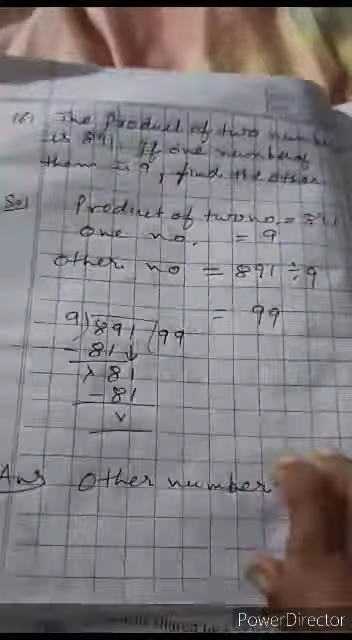 16) The Product of two numbe
is 891. If one number of
them is 9, find the other.
Sol Product of two no. =
One no. = 9
other no = 891 ÷ 9
= 99
9)891(99
- 81↓
x 81
- 81
x
Ans Other number
PowerDirector